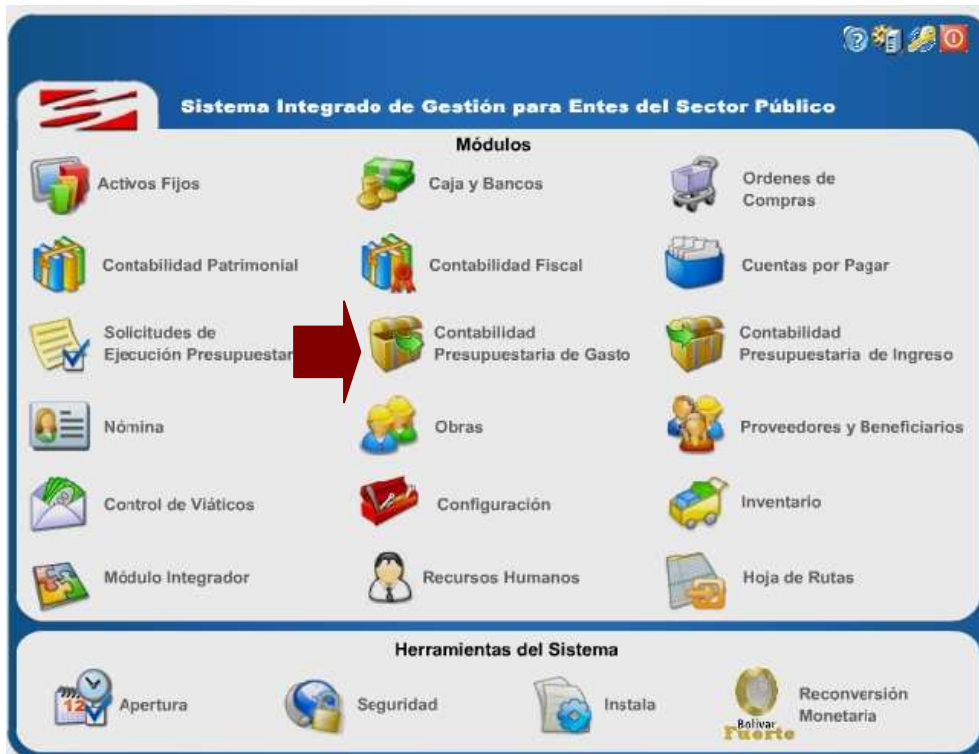 Sistema Integrado de Gestión para Entes del Sector Público
Módulos
Activos Fijos
Caja y Bancos
Ordenes de
Compras
Contabilidad Patrimonial
Contabilidad Fiscal
Cuentas por Pagar
Solicitudes de
Ejecución Presupuestar
Contabilidad
Presupuestaria de Gasto
Contabilidad
Presupuestaria de Ingreso
Nómina
Obras
Proveedores y Beneficiarios
Control de Viáticos
Configuración
Inventario
Módulo Integrador
Recursos Humanos
Hoja de Rutas
Herramientas del Sistema
12
Apertura
Seguridad
Instala
Bolívar
Fuerte
Reconversión
Monetaria